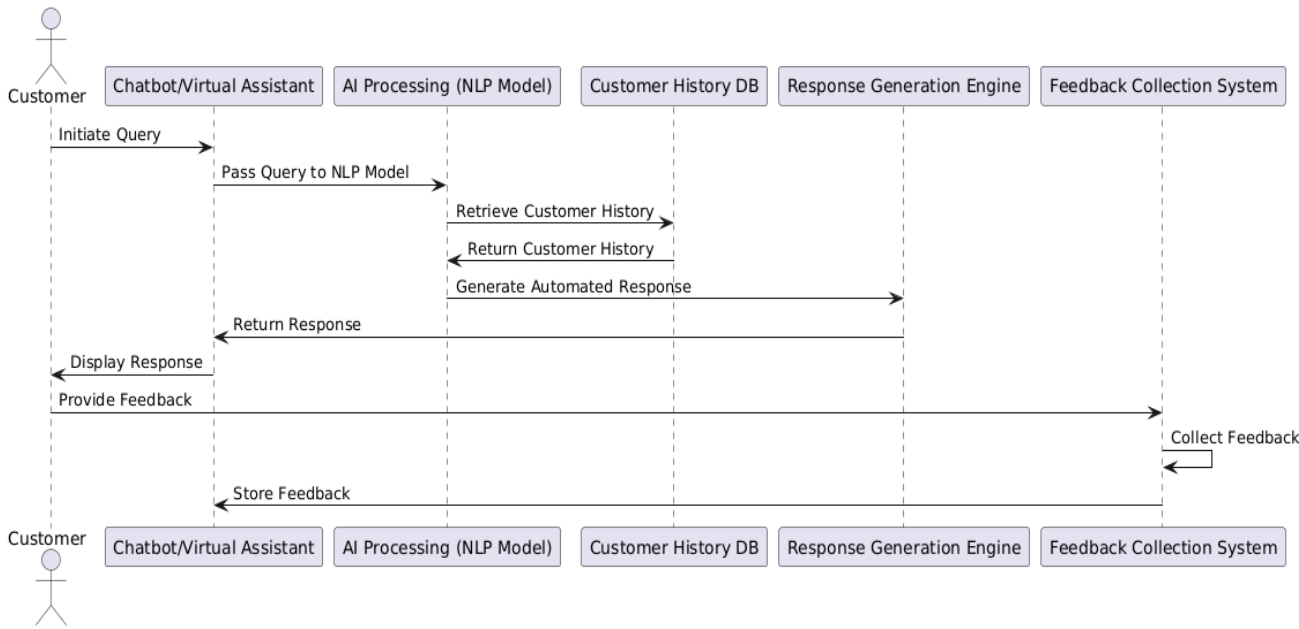 Customer
Chatbot/Virtual Assistant
AI Processing (NLP Model)
Customer History DB
Response Generation Engine
Feedback Collection System
Initiate Query
Pass Query to NLP Model
Retrieve Customer History
Return Customer History
Generate Automated Response
Return Response
Display Response
Provide Feedback
Collect Feedback
Store Feedback
Customer
Chatbot/Virtual Assistant
AI Processing (NLP Model)
Customer History DB
Response Generation Engine
Feedback Collection System